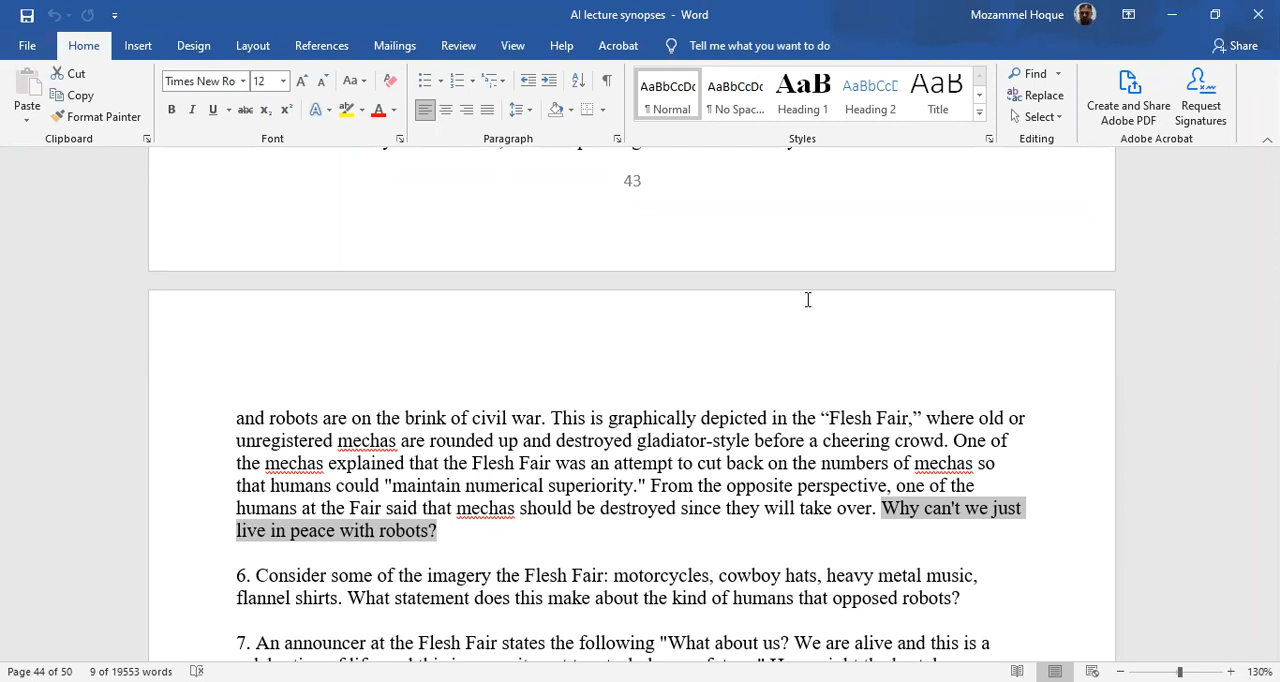 AI lecture synopses - Word
Mozammel Hoque
File Home Insert Design Layout References Mailings Review View Help Acrobat Tell me what you want to do Share
Paste
Cut
Copy
Format Painter
Times New Ro 12
AaBbCcDc
¶ Normal
AaBbCcDc
¶ No Spac...
AaB
Heading 1
AaBbCcD
Heading 2
AaB
Title
Find
Replace
Select
Create and Share
Adobe PDF
Request
Signatures
Clipboard Font Paragraph Styles Editing Adobe Acrobat
43
and robots are on the brink of civil war. This is graphically depicted in the “Flesh Fair,” where old or
unregistered mechas are rounded up and destroyed gladiator-style before a cheering crowd. One of
the mechas explained that the Flesh Fair was an attempt to cut back on the numbers of mechas so
that humans could "maintain numerical superiority." From the opposite perspective, one of the
humans at the Fair said that mechas should be destroyed since they will take over. Why can't we just
live in peace with robots?
6. Consider some of the imagery the Flesh Fair: motorcycles, cowboy hats, heavy metal music,
flannel shirts. What statement does this make about the kind of humans that opposed robots?
7. An announcer at the Flesh Fair states the following "What about us? We are alive and this is a
Page 44 of 50 9 of 19553 words 130%